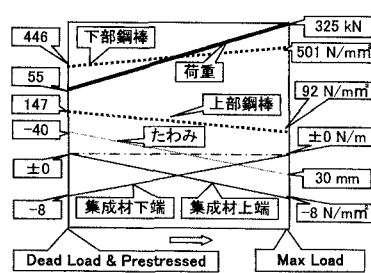 446
下部鋼棒
325 kN
501 N/mm²
55
荷重
147
上部鋼棒
92 N/mm²
-40
たわみ
±0 N/m
±0
30 mm
-8
集成材下端
集成材上端
-8 N/mm²
Dead Load & Prestressed
Max Load